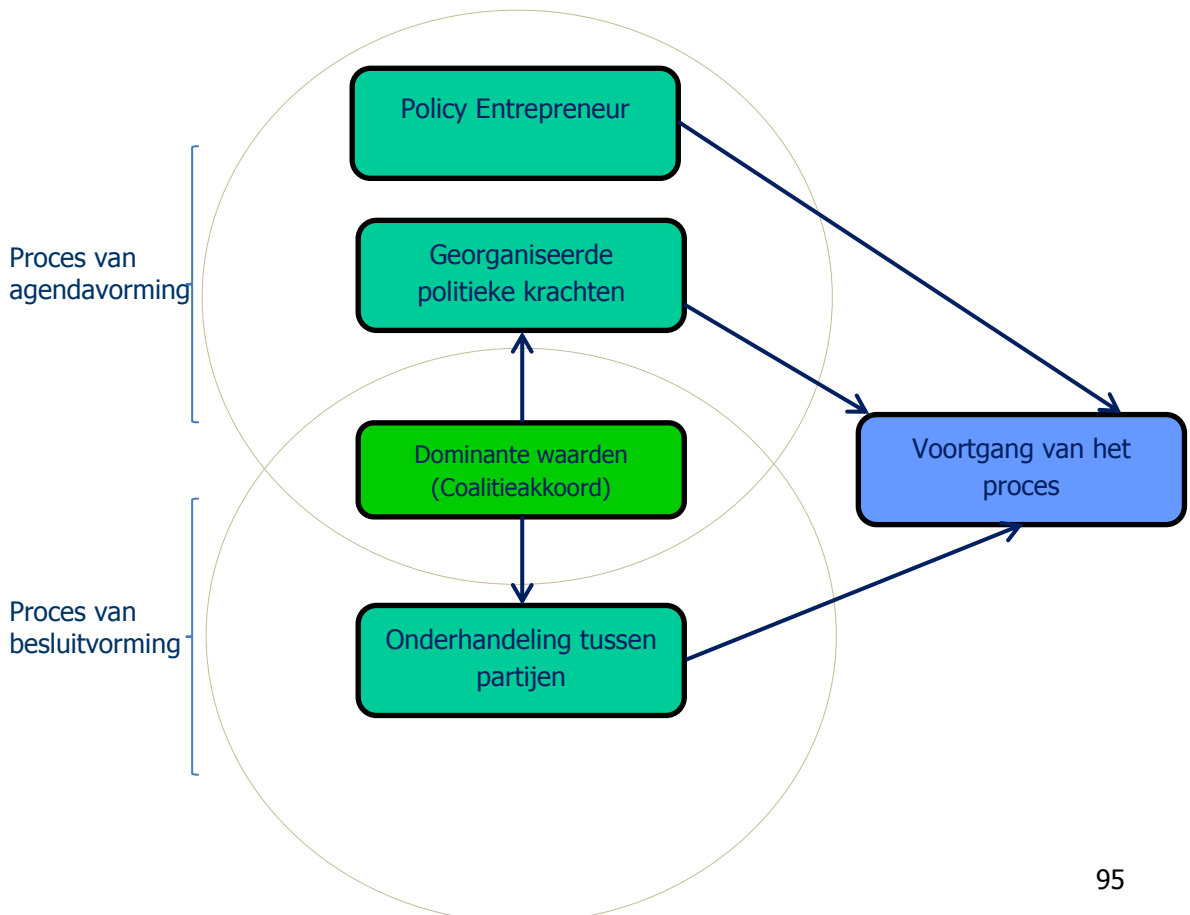 Policy Entrepreneur
Georganiseerde
politieke krachten
Proces van
agendavorming
Dominante waarden
(Coalitieakkoord)
Voortgang van het
proces
Proces van
besluitvorming
Onderhandeling tussen
partijen
95